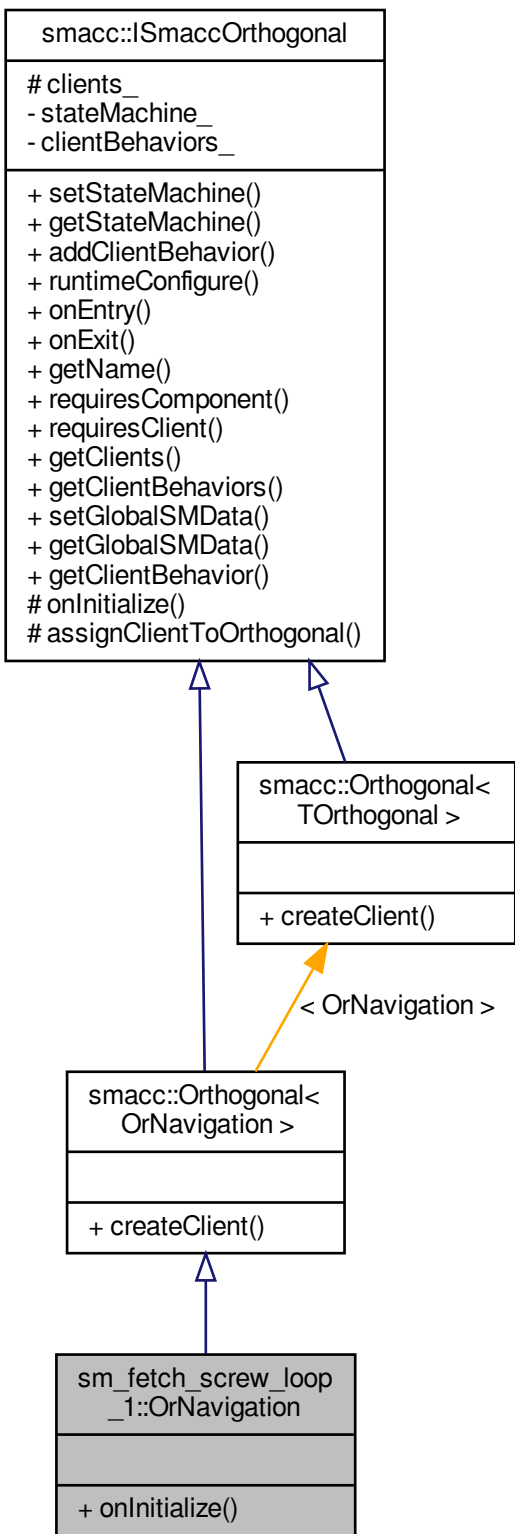 smacc::ISmaccOrthogonal
# clients_
- stateMachine_
- clientBehaviors_
+ setStateMachine()
+ getStateMachine()
+ addClientBehavior()
+ runtimeConfigure()
+ onEntry()
+ onExit()
+ getName()
+ requiresComponent()
+ requiresClient()
+ getClients()
+ getClientBehaviors()
+ setGlobalSMData()
+ getGlobalSMData()
+ getClientBehavior()
# onInitialize()
# assignClientToOrthogonal()
smacc::Orthogonal<
TOrthogonal >
+ createClient()
< OrNavigation >
smacc::Orthogonal<
OrNavigation >
+ createClient()
sm_fetch_screw_loop
_1::OrNavigation
+ onInitialize()